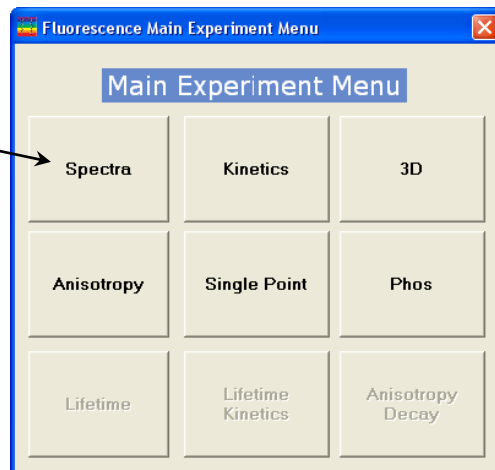 Fluorescence Main Experiment Menu
Main Experiment Menu
Spectra
Kinetics
3D
Anisotropy
Single Point
Phos
Lifetime
Lifetime
Kinetics
Anisotropy
Decay